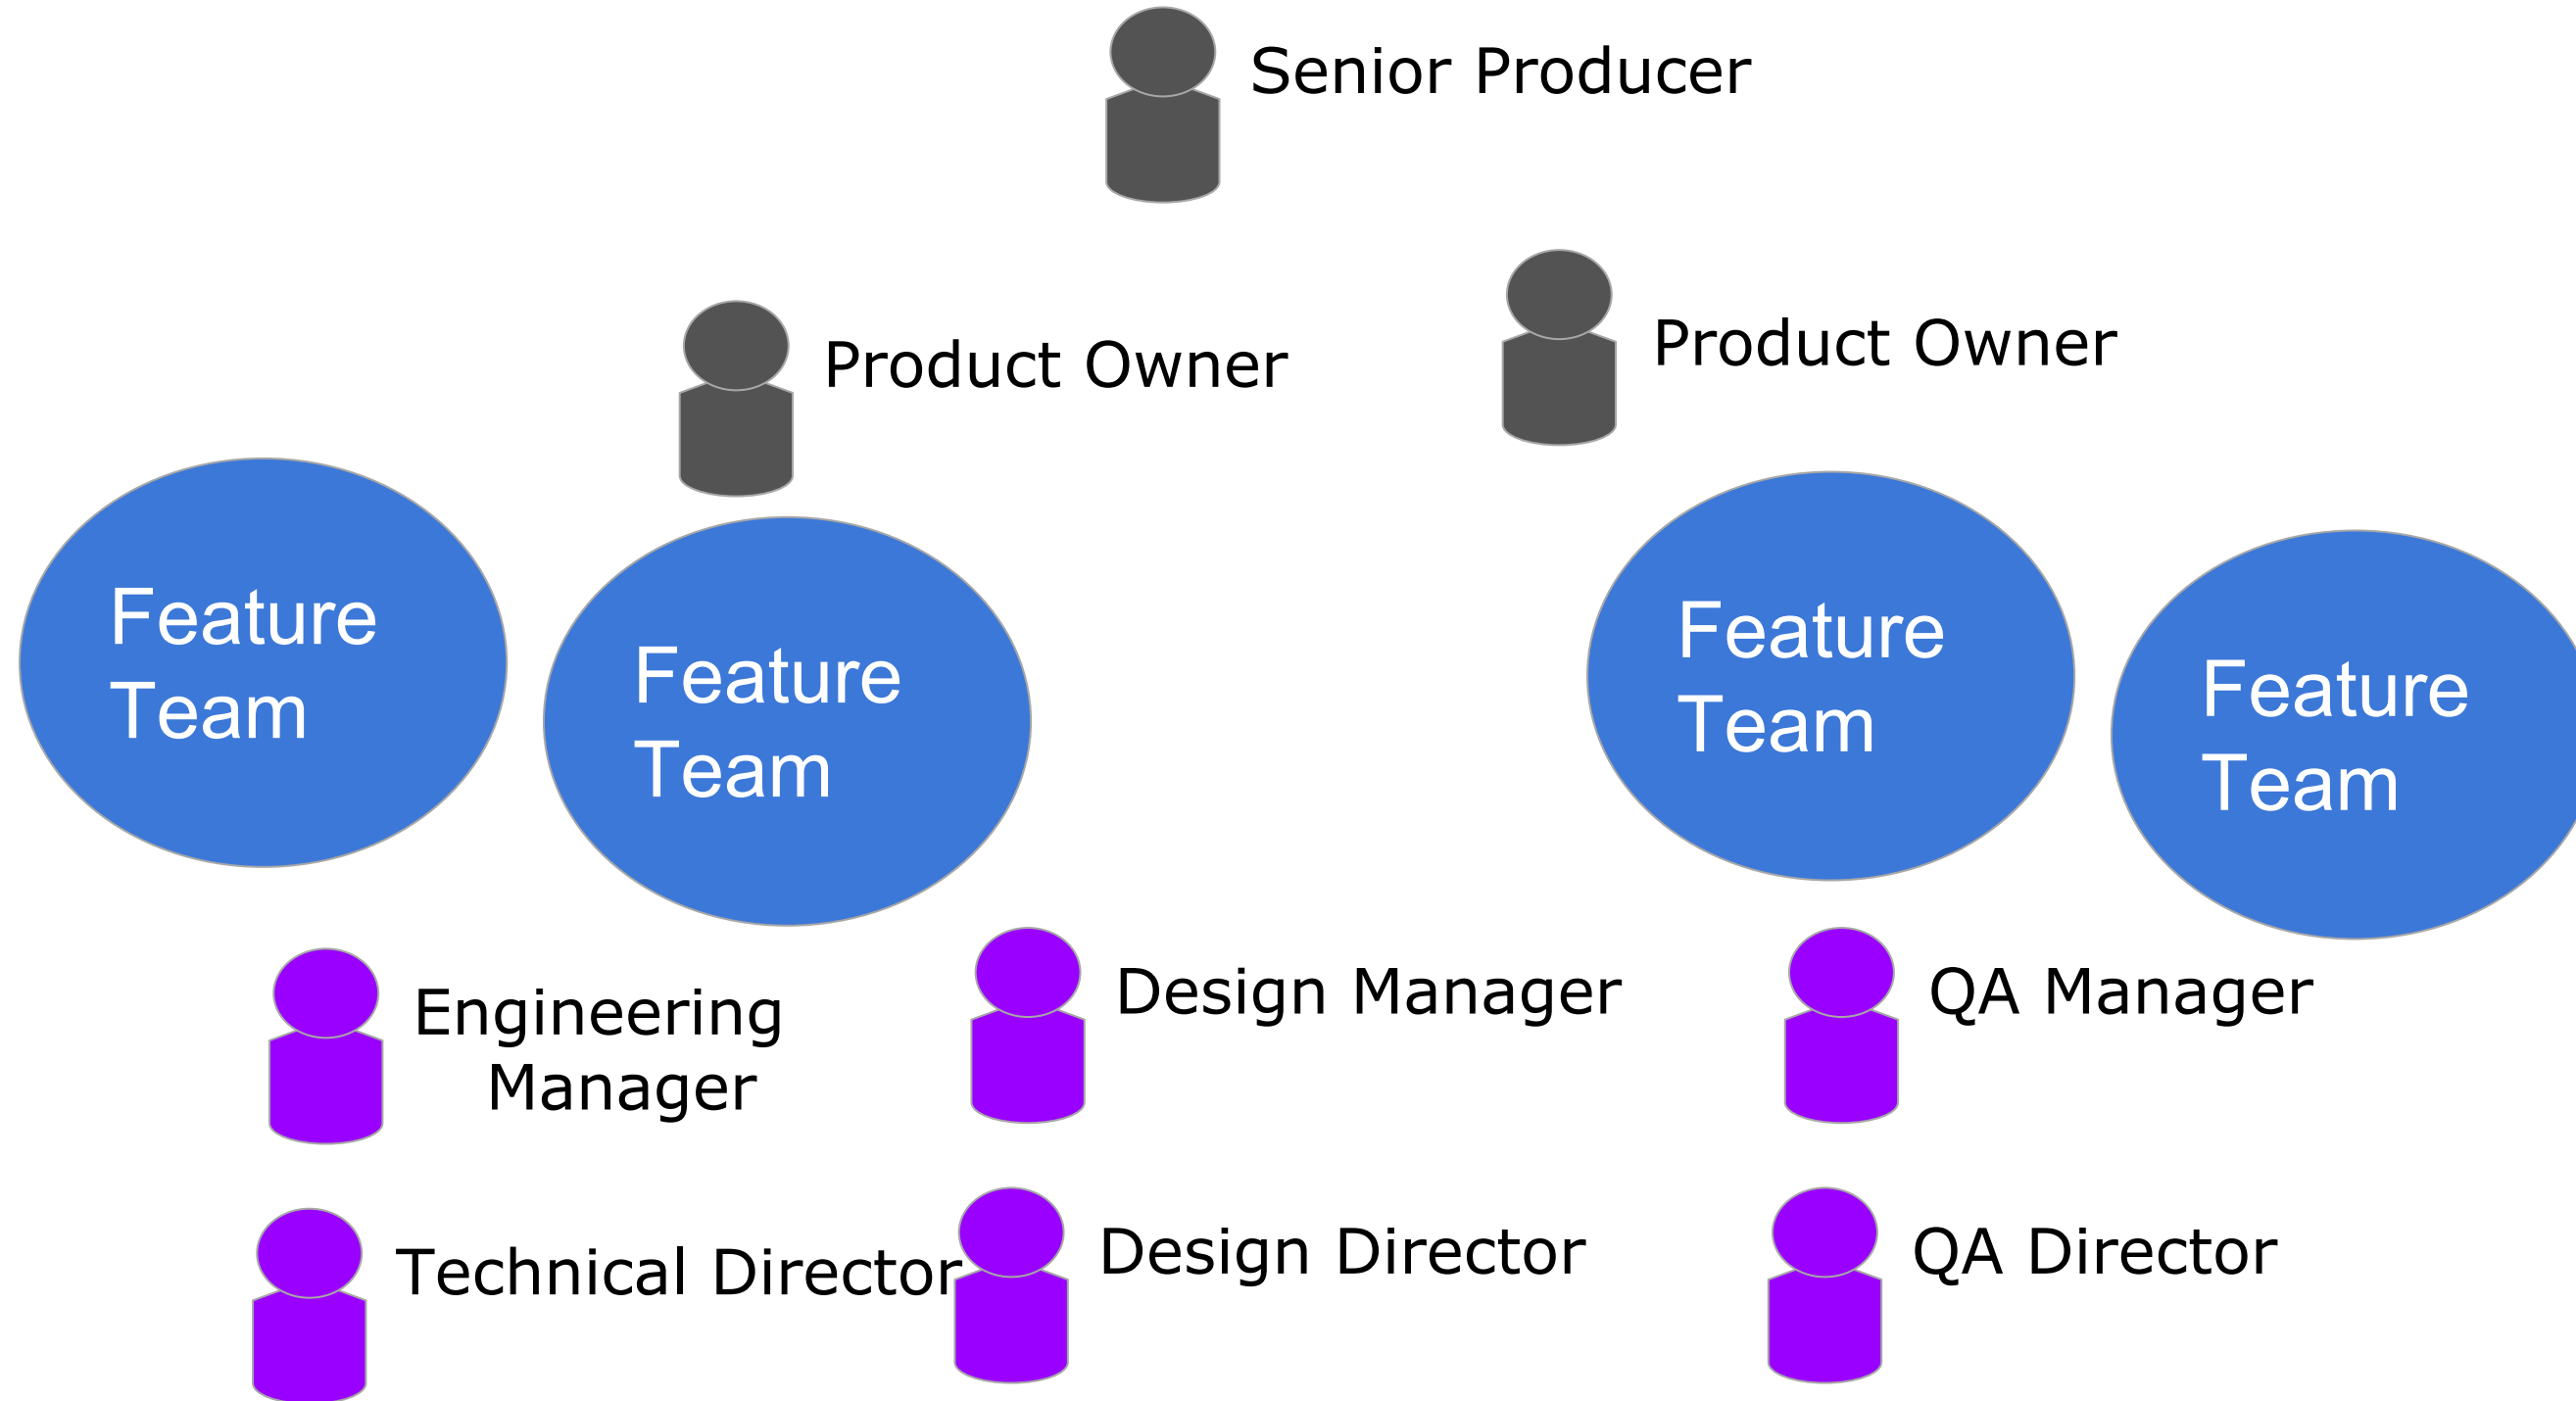 Senior Producer
Product Owner
Product Owner
Feature
Team
Feature
Team
Feature
Team
Feature
Team
Engineering
Manager
Design Manager
QA Manager
Technical Director
Design Director
QA Director